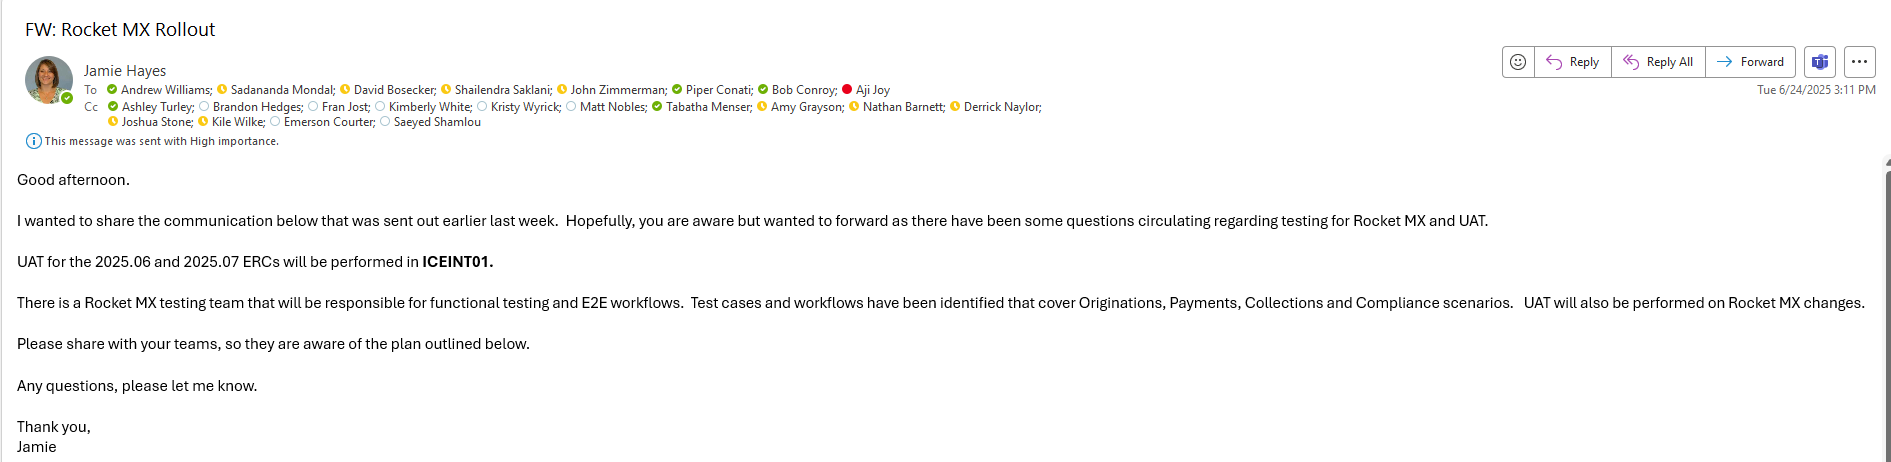 FW: Rocket MX Rollout
Jamie Hayes
To Andrew Williams; Sadananda Mondal; David Bosecker; Shailendra Saklani; John Zimmerman; Piper Conati; Bob Conroy; Aji Joy
Cc Ashley Turley; Brandon Hedges; Fran Jost; Kimberly White; Kristy Wyrick; Matt Nobles; Tabatha Menser; Amy Grayson; Nathan Barnett; Derrick Naylor;
Joshua Stone; Kile Wilke; Emerson Courter; Saeyed Shamlou
Reply Reply All Forward
Tue 6/24/2025 3:11 PM
This message was sent with High importance.
Good afternoon.
I wanted to share the communication below that was sent out earlier last week.  Hopefully, you are aware but wanted to forward as there have been some questions circulating regarding testing for Rocket MX and UAT.
UAT for the 2025.06 and 2025.07 ERCs will be performed in ICEINT01.
There is a Rocket MX testing team that will be responsible for functional testing and E2E workflows.  Test cases and workflows have been identified that cover Originations, Payments, Collections and Compliance scenarios.   UAT will also be performed on Rocket MX changes.
Please share with your teams, so they are aware of the plan outlined below.
Any questions, please let me know.
Thank you,
Jamie